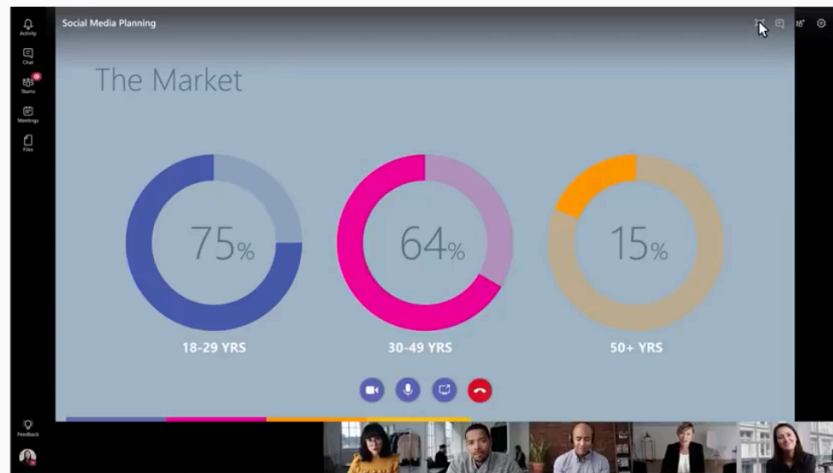 Social Media Planning
Activity
Chat
Teams
Meetings
Files
The Market
75%
64%
15%
18-29 YRS
30-49 YRS
50+ YRS
Feedback